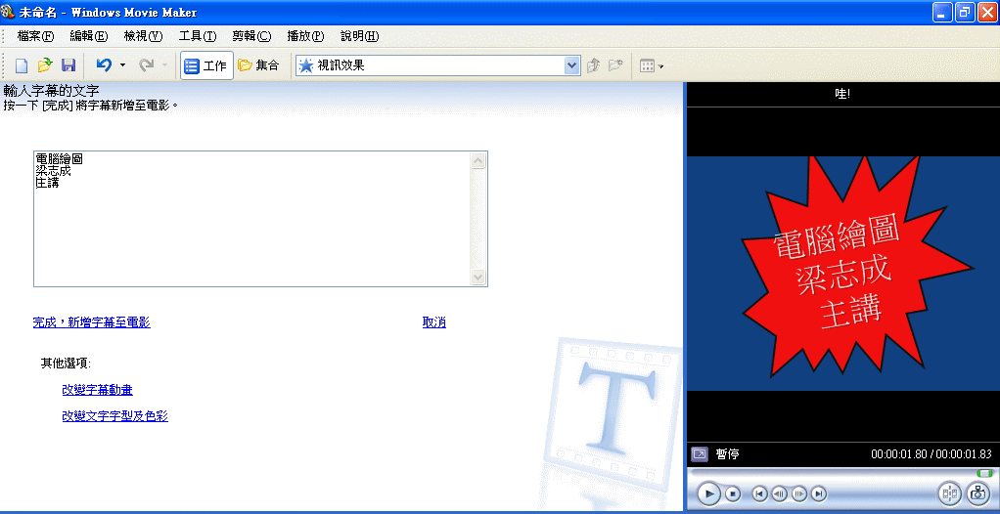 未命名 - Windows Movie Maker
檔案(F) 編輯(E) 檢視(V) 工具(T) 剪輯(C) 播放(P) 說明(H)
工作 集合 視訊效果
輸入字幕的文字
按一下 [完成] 將字幕新增至電影。
電腦繪圖
梁志成
主講
完成，新增字幕至電影 取消
其他選項:
改變字幕動畫
改變文字字型及色彩
T
哇!
電腦繪圖
梁志成
主講
暫停 00:00:01.80 / 00:00:01.83